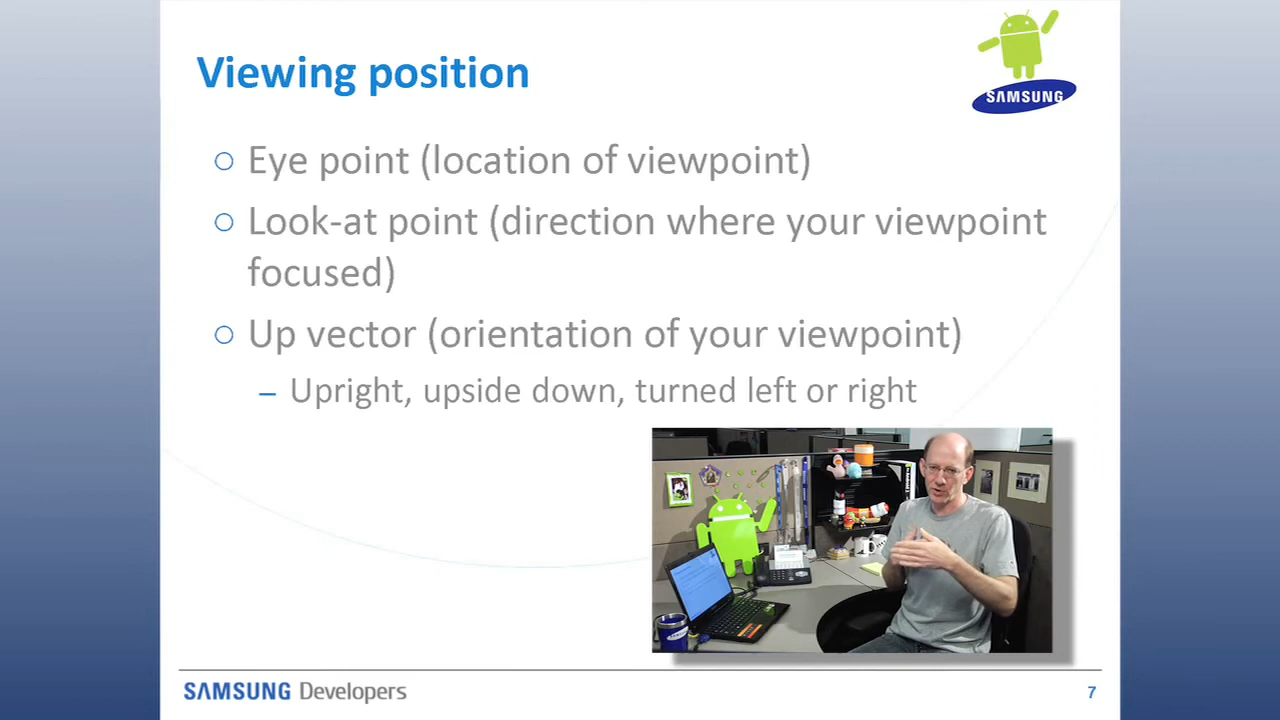 Viewing position
SAMSUNG
Eye point (location of viewpoint)
Look-at point (direction where your viewpoint
focused)
Up vector (orientation of your viewpoint)
– Upright, upside down, turned left or right
SAMSUNG Developers
7